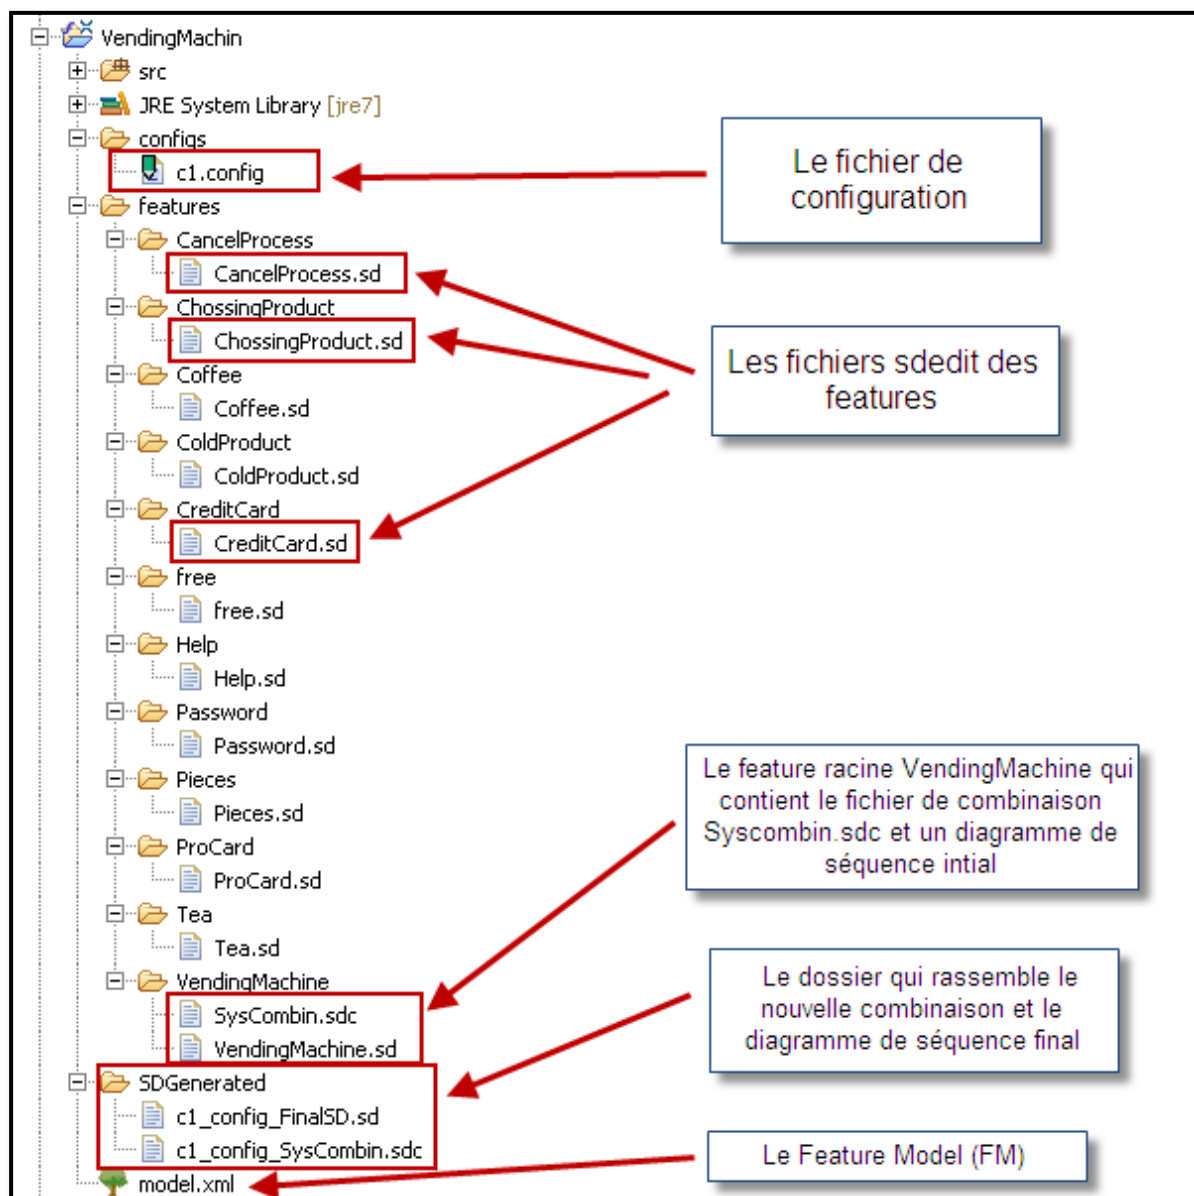 VendingMachin
src
JRE System Library [jre7]
configs
c1.config
features
CancelProcess
CancelProcess.sd
ChossingProduct
ChossingProduct.sd
Coffee
Coffee.sd
ColdProduct
ColdProduct.sd
CreditCard
CreditCard.sd
free
free.sd
Help
Help.sd
Password
Password.sd
Pieces
Pieces.sd
ProCard
ProCard.sd
Tea
Tea.sd
VendingMachine
SysCombin.sdc
VendingMachine.sd
SDGenerated
c1_config_FinalSD.sd
c1_config_SysCombin.sdc
model.xml
Le fichier de
configuration
Les fichiers sdedit des
features
Le feature racine VendingMachine qui
contient le fichier de combinaison
Syscombin.sdc et un diagramme de
séquence intial
Le dossier qui rassemble le
nouvelle combinaison et le
diagramme de séquence final
Le Feature Model (FM)